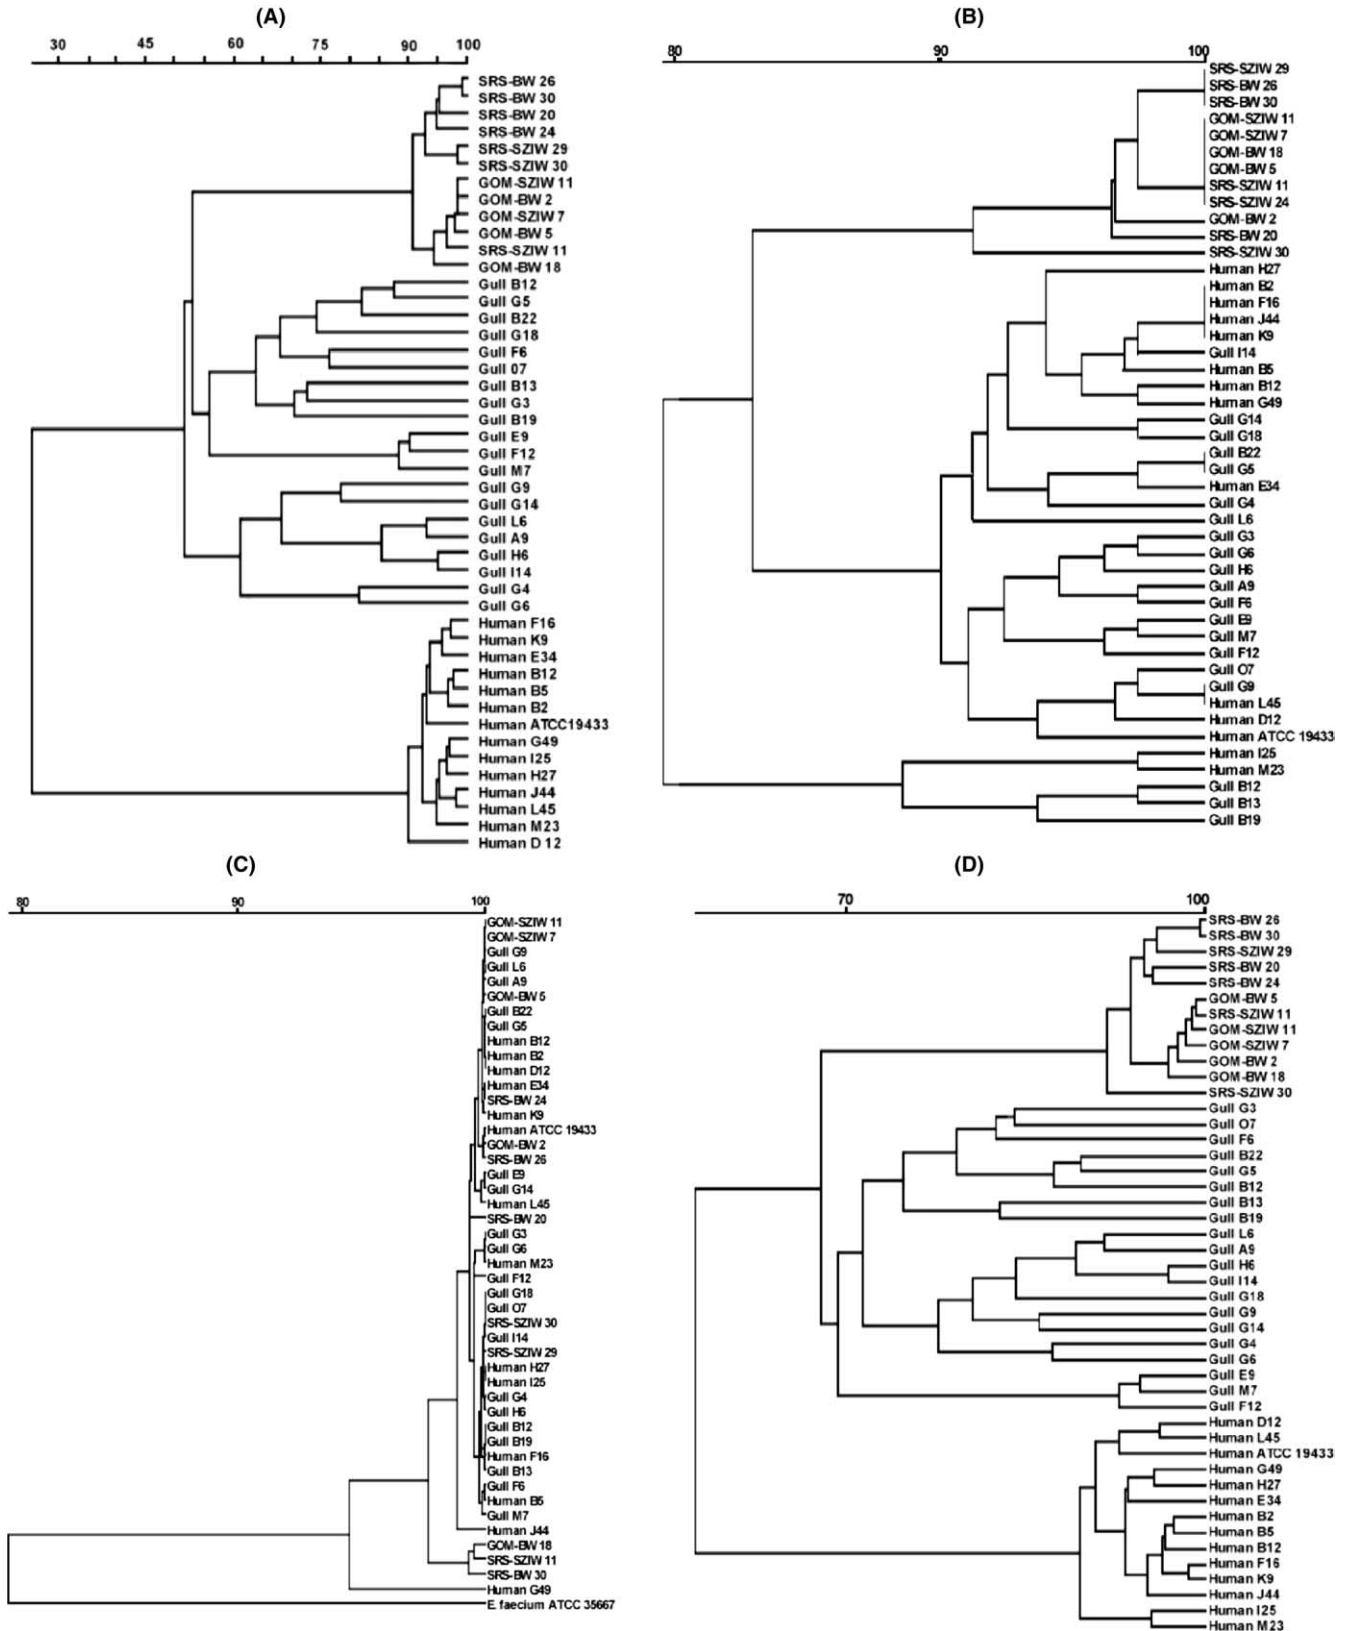 (A)
30 45 60 75 90 100
SRS-BW 26
SRS-BW 30
SRS-BW 20
SRS-BW 24
SRS-SZIW 29
SRS-SZIW 30
GOM-SZIW 11
GOM-BW 2
GOM-SZIW 7
GOM-BW 5
SRS-SZIW 11
GOM-BW 18
Gull B12
Gull G5
Gull B22
Gull G18
Gull F6
Gull 07
Gull B13
Gull G3
Gull B19
Gull E9
Gull F12
Gull M7
Gull G9
Gull G14
Gull L6
Gull A9
Gull H6
Gull I14
Gull G4
Gull G6
Human F16
Human K9
Human E34
Human B12
Human B5
Human B2
Human ATCC19433
Human G49
Human I25
Human H27
Human J44
Human L45
Human M23
Human D 12
(B)
80 90 100
SRS-SZIW 29
SRS-BW 26
SRS-BW 30
GOM-SZIW 11
GOM-SZIW 7
GOM-BW 18
GOM-BW 5
SRS-SZIW 11
SRS-SZIW 24
GOM-BW 2
SRS-BW 20
SRS-SZIW 30
Human H27
Human B2
Human F16
Human J44
Human K9
Gull I14
Human B5
Human B12
Human G49
Gull G14
Gull G18
Gull B22
Gull G5
Human E34
Gull G4
Gull L6
Gull G3
Gull G6
Gull H6
Gull A9
Gull F6
Gull E9
Gull M7
Gull F12
Gull O7
Gull G9
Human L45
Human D12
Human ATCC 19433
Human I25
Human M23
Gull B12
Gull B13
Gull B19
(C)
80 90 100
GOM-SZIW 11
GOM-SZIW 7
Gull G9
Gull L6
Gull A9
GOM-BW 5
Gull B22
Gull G5
Human B12
Human B2
Human D12
Human E34
SRS-BW 24
Human K9
Human ATCC 19433
GOM-BW 2
SRS-BW 26
Gull E9
Gull G14
Human L45
SRS-BW 20
Gull G3
Gull G6
Human M23
Gull F12
Gull G18
Gull O7
SRS-SZIW 30
Gull I14
SRS-SZIW 29
Human H27
Human I25
Gull G4
Gull H6
Gull B12
Gull B19
Human F16
Gull B13
Gull F6
Human B5
Gull M7
Human J44
GOM-BW 18
SRS-SZIW 11
SRS-BW 30
Human G49
E. faecium ATCC 35667
(D)
70 100
SRS-BW 26
SRS-BW 30
SRS-SZIW 29
SRS-BW 20
SRS-BW 24
GOM-BW 5
SRS-SZIW 11
GOM-SZIW 11
GOM-SZIW 7
GOM-BW 2
GOM-BW 18
SRS-SZIW 30
Gull G3
Gull O7
Gull F6
Gull B22
Gull G5
Gull B12
Gull B13
Gull B19
Gull L6
Gull A9
Gull H6
Gull I14
Gull G18
Gull G9
Gull G14
Gull G4
Gull G6
Gull E9
Gull M7
Gull F12
Human D12
Human L45
Human ATCC 19433
Human G49
Human H27
Human E34
Human B2
Human B5
Human B12
Human F16
Human K9
Human J44
Human I25
Human M23